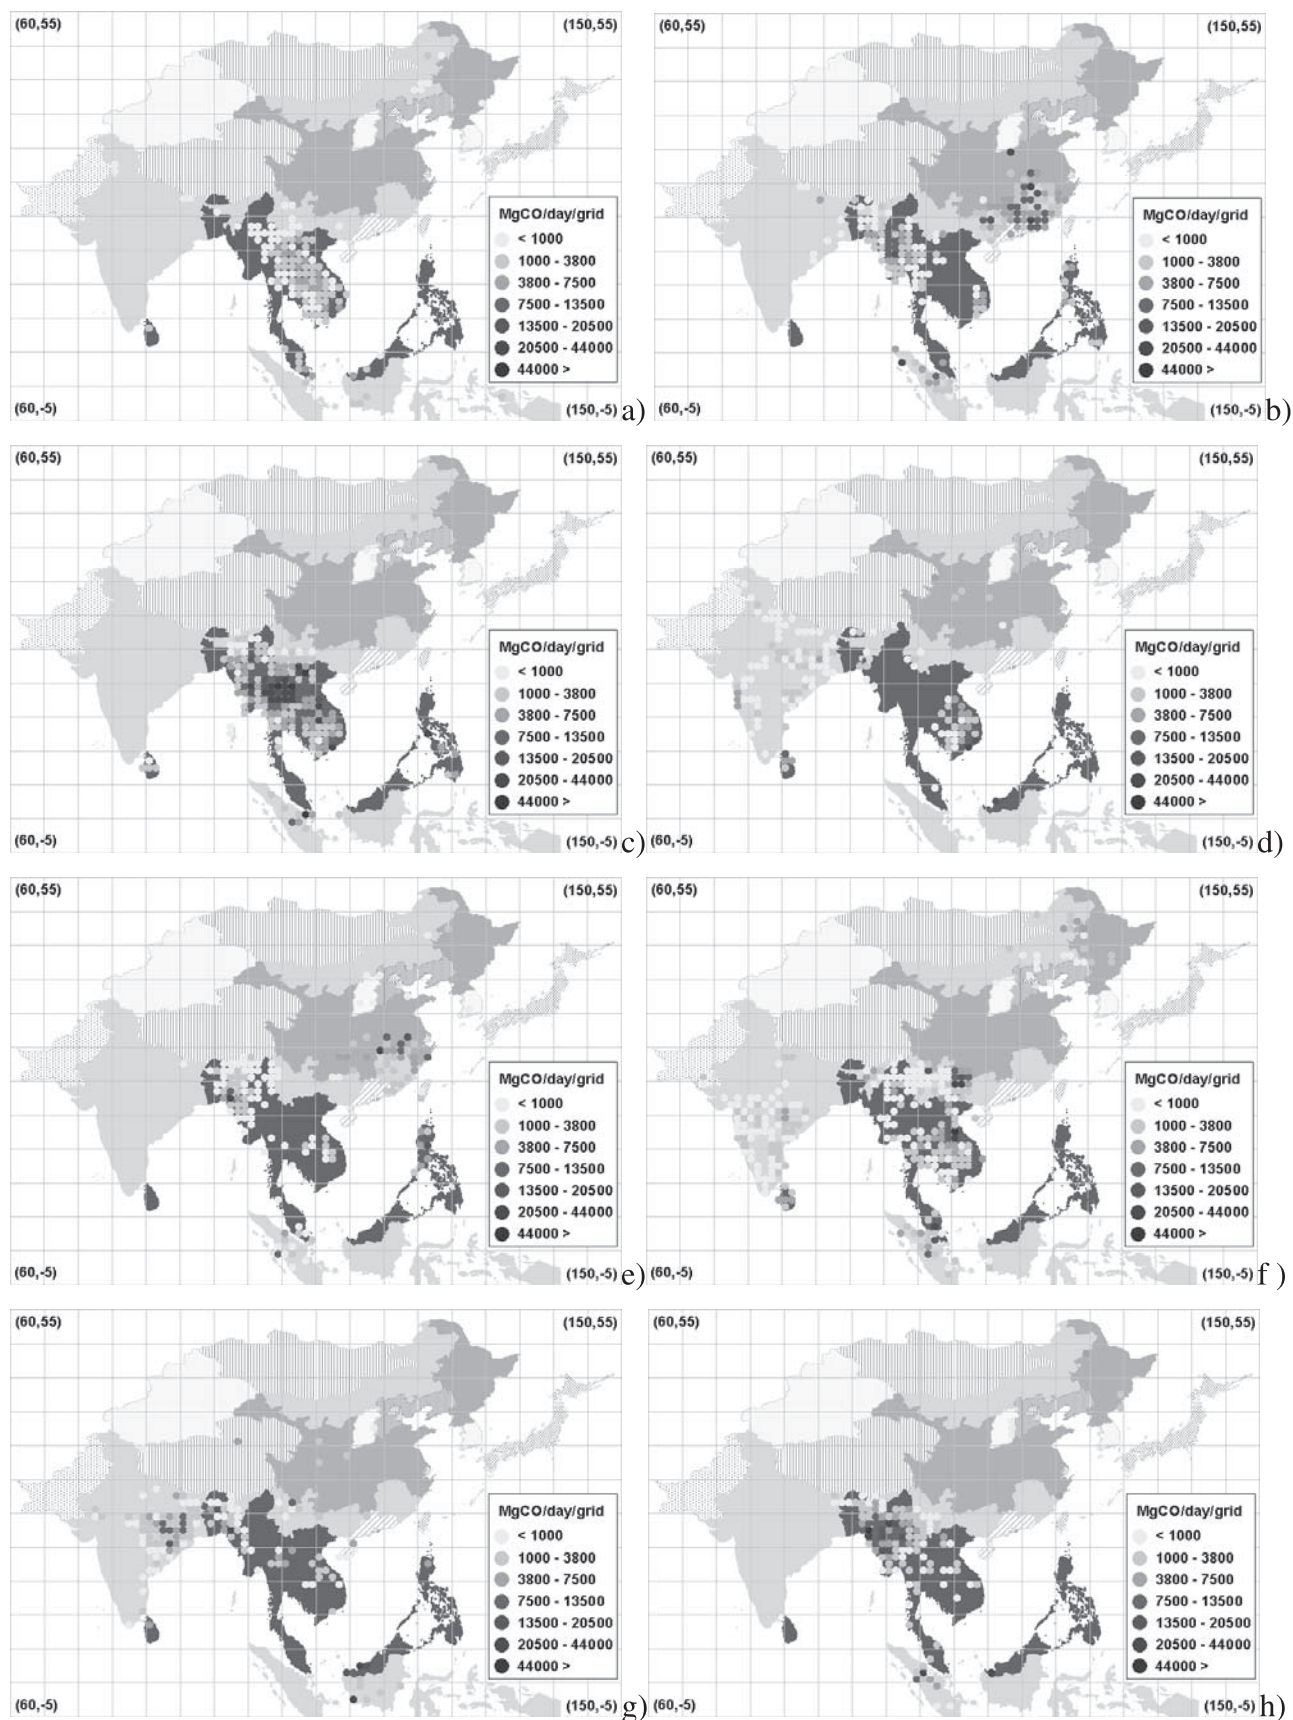 (60,55) (150,55)
MgCO/day/grid
< 1000
1000 - 3800
3800 - 7500
7500 - 13500
13500 - 20500
20500 - 44000
44000 >
(60,-5) (150,-5) a)
(60,55) (150,55)
MgCO/day/grid
< 1000
1000 - 3800
3800 - 7500
7500 - 13500
13500 - 20500
20500 - 44000
44000 >
(60,-5) (150,-5) b)
(60,55) (150,55)
MgCO/day/grid
< 1000
1000 - 3800
3800 - 7500
7500 - 13500
13500 - 20500
20500 - 44000
44000 >
(60,-5) (150,-5) c)
(60,55) (150,55)
MgCO/day/grid
< 1000
1000 - 3800
3800 - 7500
7500 - 13500
13500 - 20500
20500 - 44000
44000 >
(60,-5) (150,-5) d)
(60,55) (150,55)
MgCO/day/grid
< 1000
1000 - 3800
3800 - 7500
7500 - 13500
13500 - 20500
20500 - 44000
44000 >
(60,-5) (150,-5) e)
(60,55) (150,55)
MgCO/day/grid
< 1000
1000 - 3800
3800 - 7500
7500 - 13500
13500 - 20500
20500 - 44000
44000 >
(60,-5) (150,-5) f )
(60,55) (150,55)
MgCO/day/grid
< 1000
1000 - 3800
3800 - 7500
7500 - 13500
13500 - 20500
20500 - 44000
44000 >
(60,-5) (150,-5) g)
(60,55) (150,55)
MgCO/day/grid
< 1000
1000 - 3800
3800 - 7500
7500 - 13500
13500 - 20500
20500 - 44000
44000 >
(60,-5) (150,-5) h)